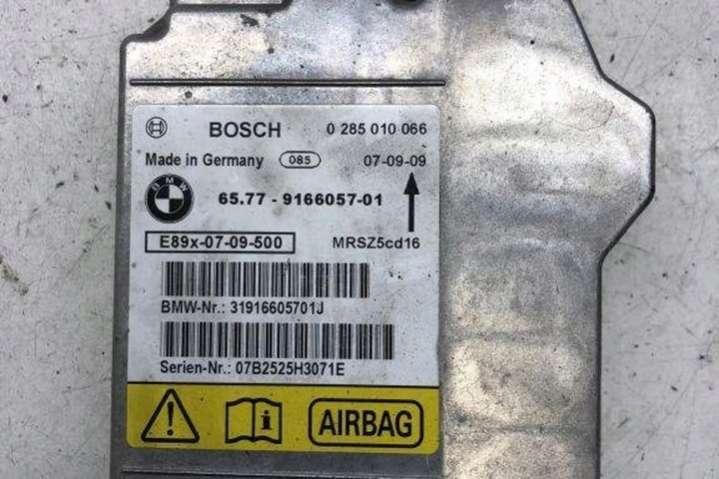 BOSCH 0 285 010 066
Made in Germany 085 07-09-09
BMW 65.77 - 9166057-01
E89x-07-09-500 MRSZ5cd16
BMW-Nr.: 31916605701J
Serien-Nr.: 07B2525H3071E
AIRBAG